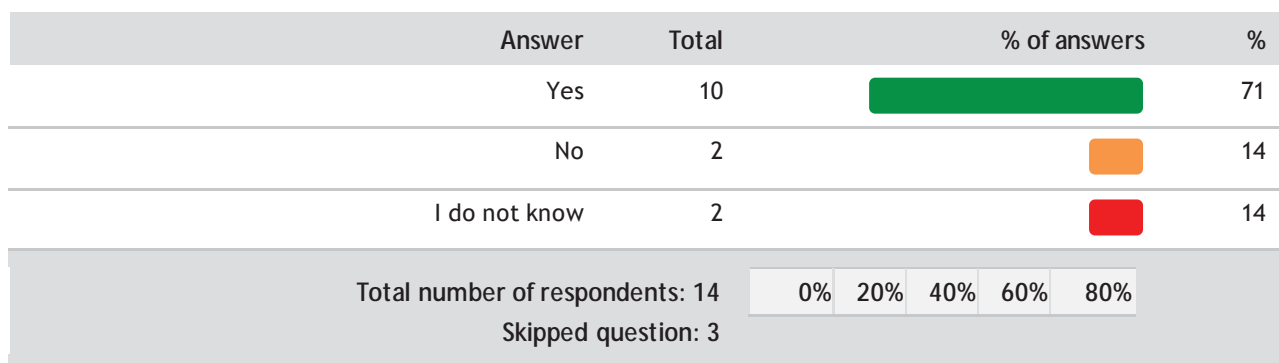 Answer Total % of answers %
Yes 10 71
No 2 14
I do not know 2 14
Total number of respondents: 14 0% 20% 40% 60% 80%
Skipped question: 3